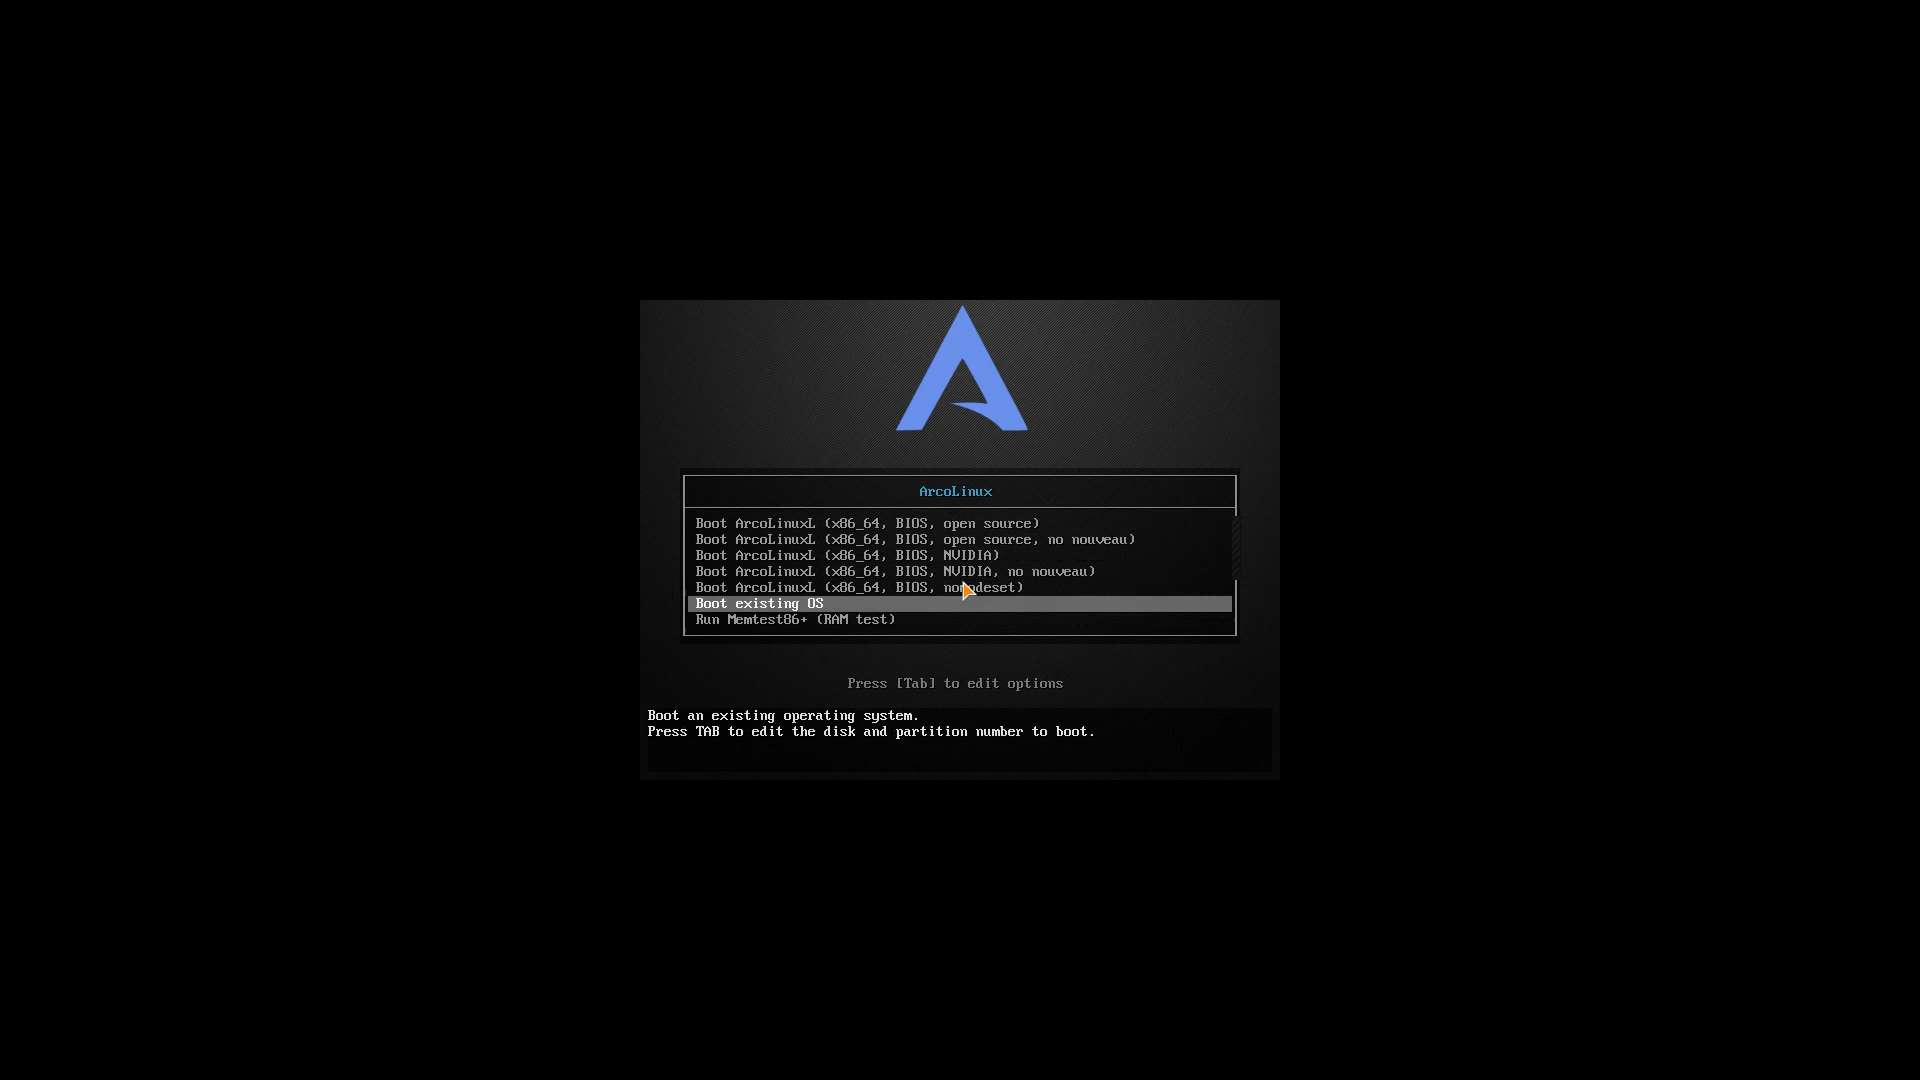 ArcoLinux
Boot ArcoLinuxL (x86_64, BIOS, open source)
Boot ArcoLinuxL (x86_64, BIOS, open source, no nouveau)
Boot ArcoLinuxL (x86_64, BIOS, NVIDIA)
Boot ArcoLinuxL (x86_64, BIOS, NVIDIA, no nouveau)
Boot ArcoLinuxL (x86_64, BIOS, nomodeset)
Boot existing OS
Run Memtest86+ (RAM test)
Press [Tab] to edit options
Boot an existing operating system.
Press TAB to edit the disk and partition number to boot.